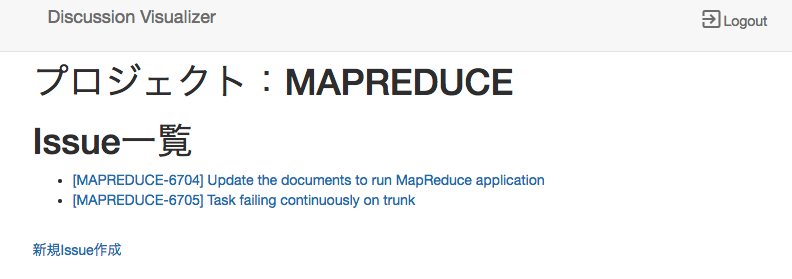 Discussion Visualizer
Logout
プロジェクト：MAPREDUCE
Issue一覧
[MAPREDUCE-6704] Update the documents to run MapReduce application
[MAPREDUCE-6705] Task failing continuously on trunk
新規Issue作成